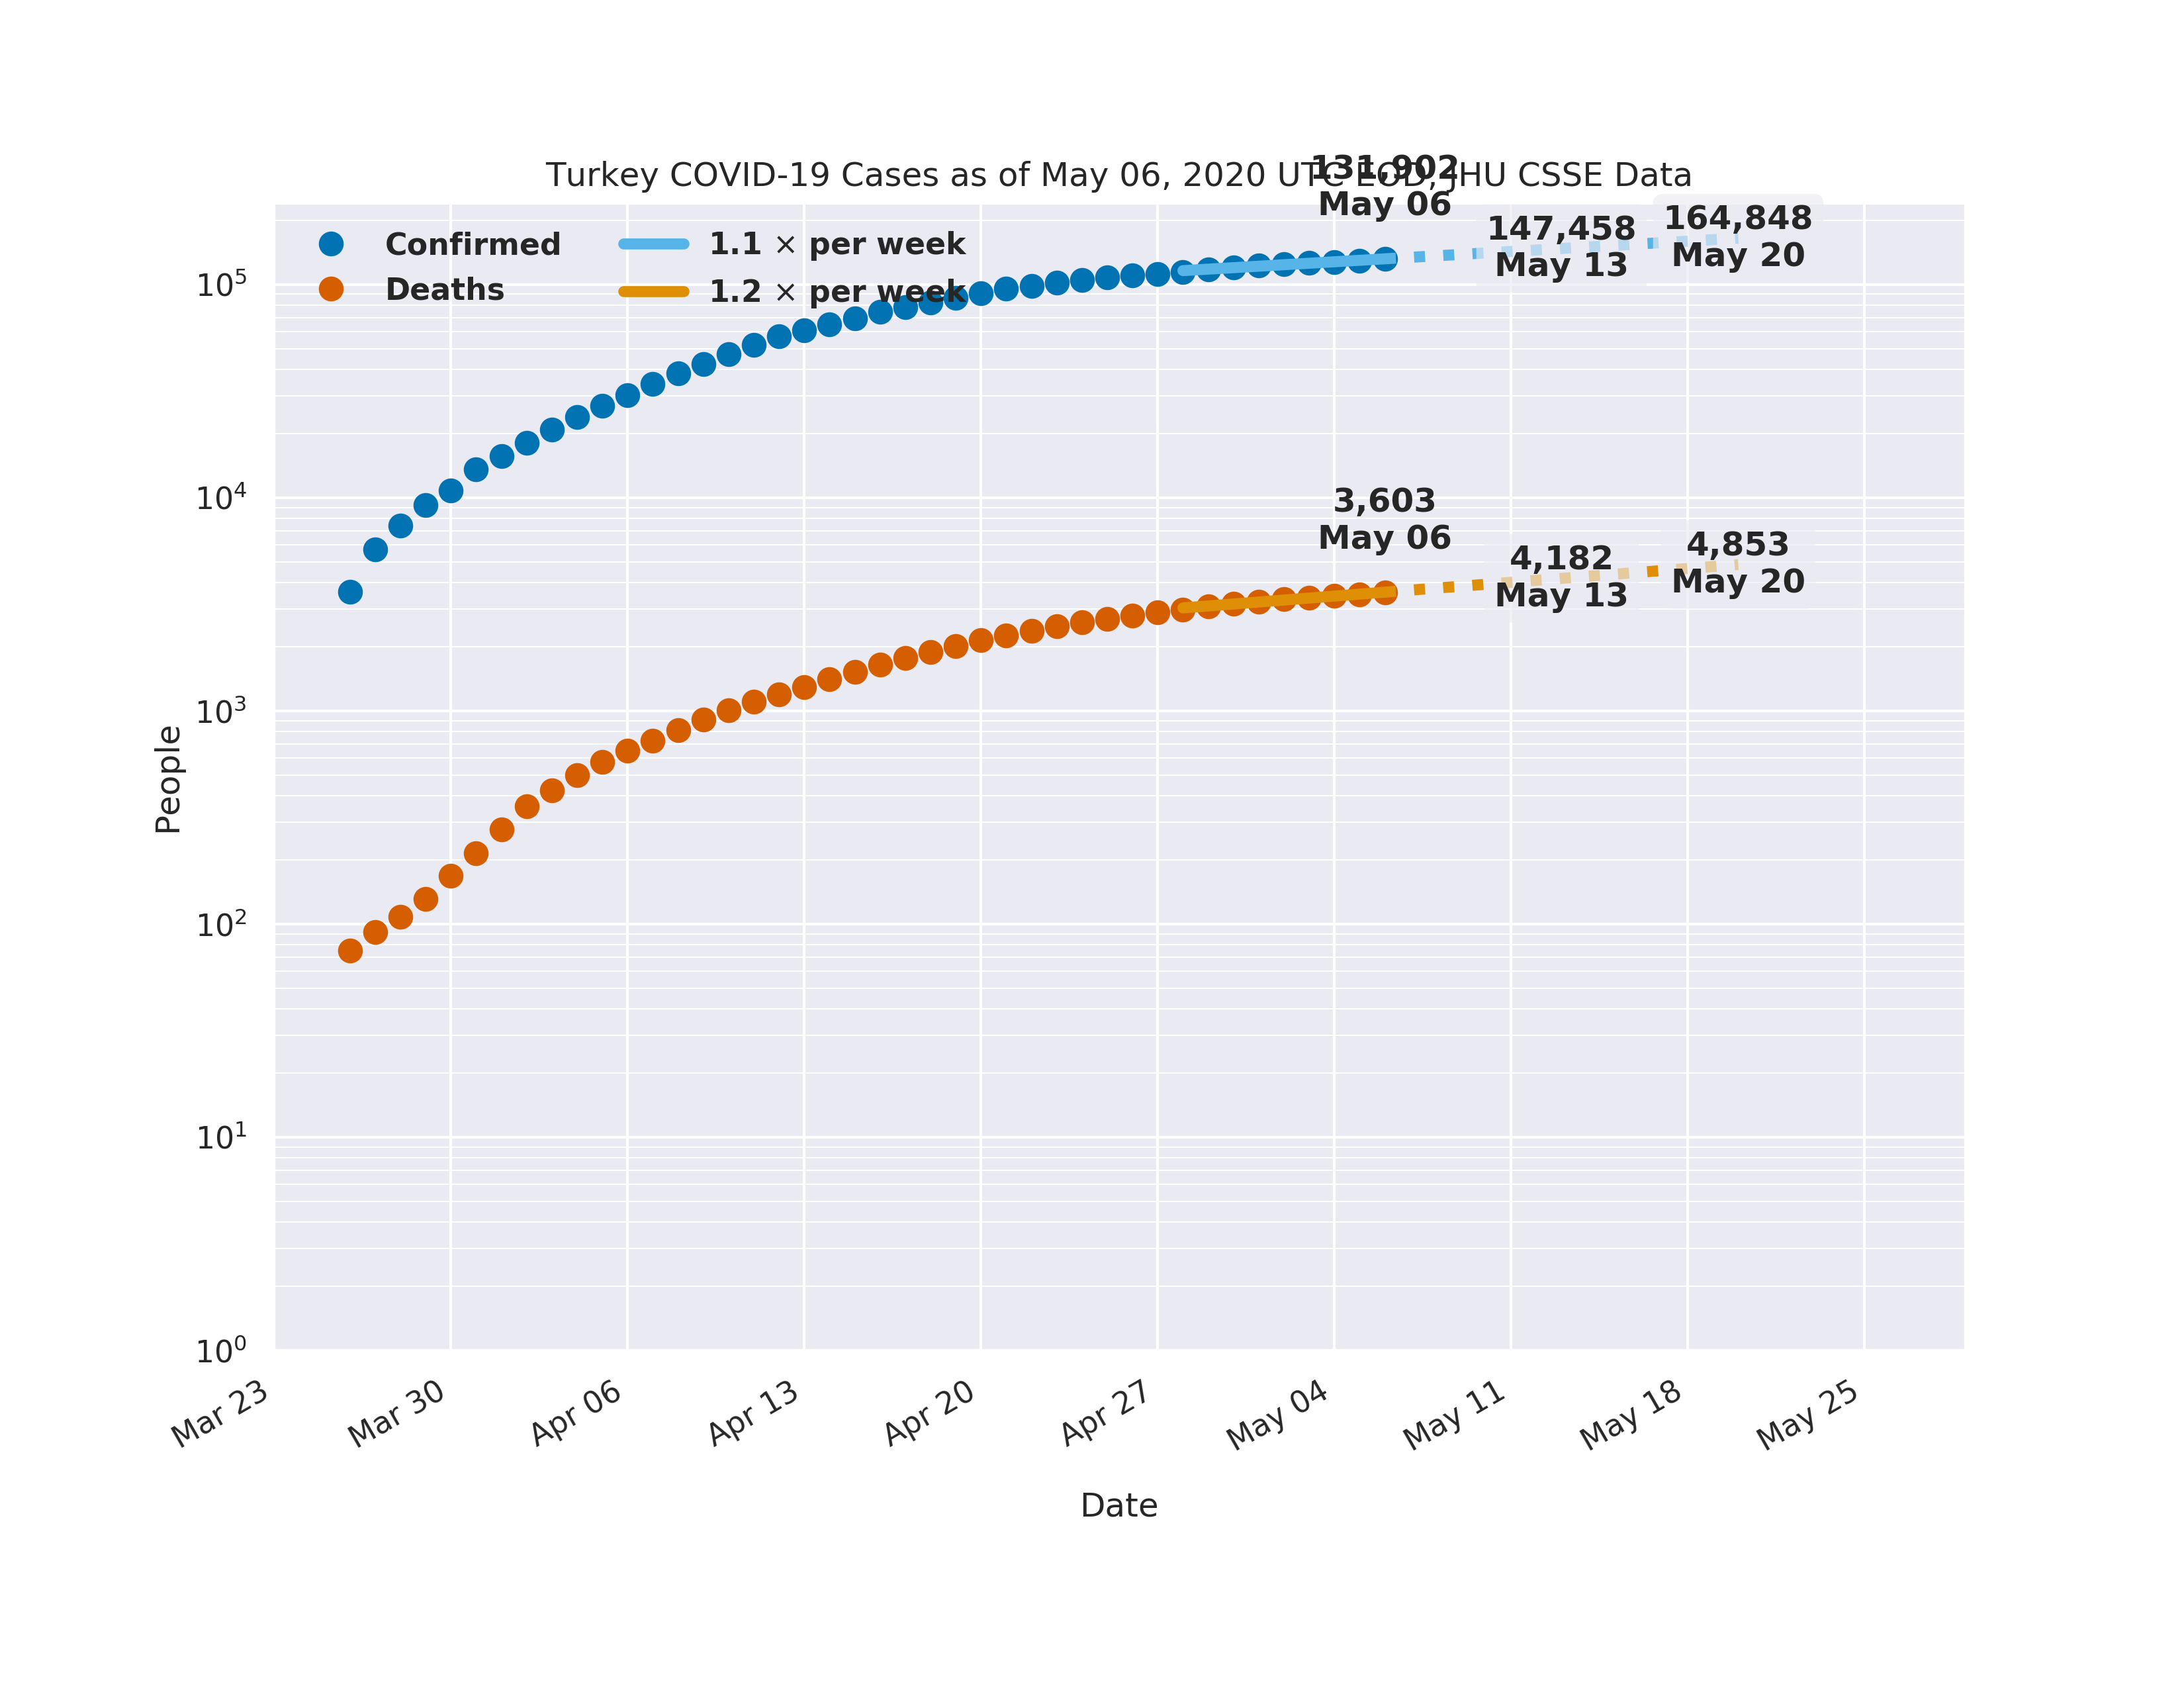 Turkey COVID-19 Cases as of May 06, 2020 UTC EOD, JHU CSSE Data
131,902
May 06
147,458
May 13
164,848
May 20
Confirmed
Deaths
1.1 × per week
1.2 × per week
3,603
May 06
4,182
May 13
4,853
May 20
People
10⁵
10⁴
10³
10²
10¹
10⁰
Mar 23
Mar 30
Apr 06
Apr 13
Apr 20
Apr 27
May 04
May 11
May 18
May 25
Date